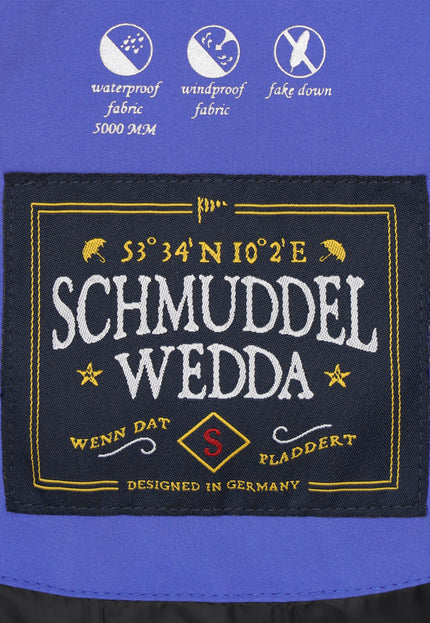 waterproof
fabric
5000 MM
windproof
fabric
fake down
53° 34' N 10° 2' E
SCHMUDDEL
WEDDA
WENN DAT
S
PLADDERT
DESIGNED IN GERMANY